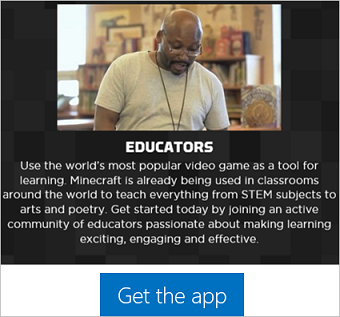 EDUCATORS
Use the world's most popular video game as a tool for
learning. Minecraft is already being used in classrooms
around the world to teach everything from STEM subjects to
arts and poetry. Get started today by joining an active
community of educators passionate about making learning
exciting, engaging and effective.
Get the app